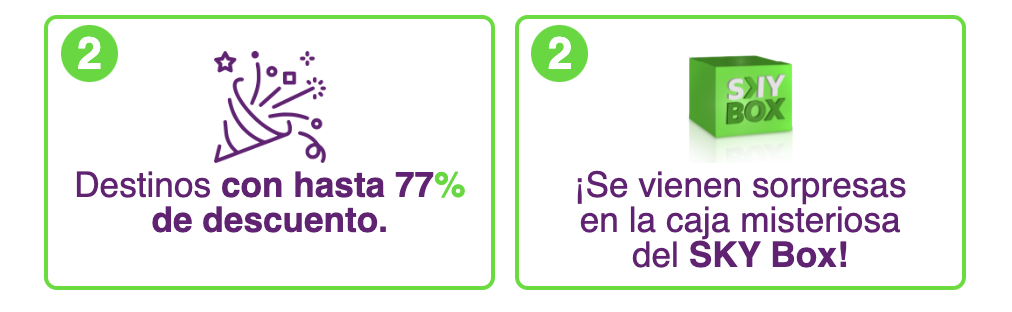 2
Destinos con hasta 77%
de descuento.
2
SKY
BOX
¡Se vienen sorpresas
en la caja misteriosa
del SKY Box!